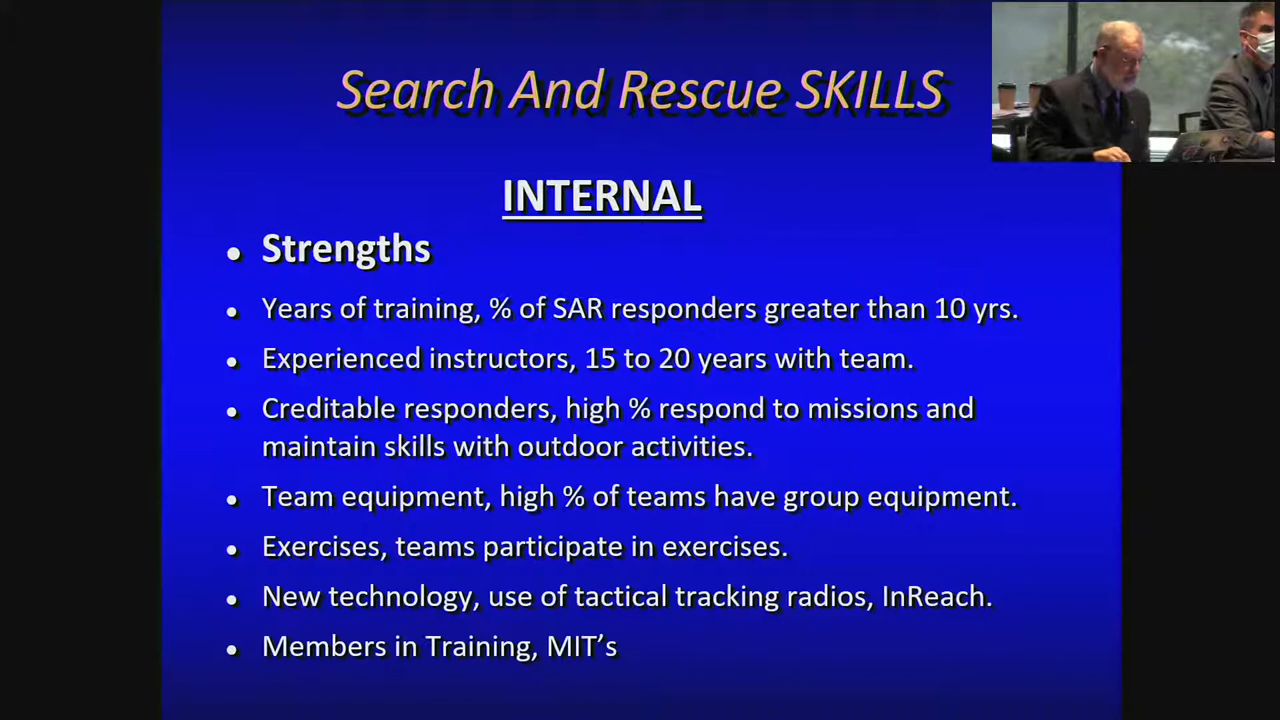 Search And Rescue SKILLS
INTERNAL
• Strengths
• Years of training, % of SAR responders greater than 10 yrs.
• Experienced instructors, 15 to 20 years with team.
• Creditable responders, high % respond to missions and
maintain skills with outdoor activities.
• Team equipment, high % of teams have group equipment.
• Exercises, teams participate in exercises.
• New technology, use of tactical tracking radios, InReach.
• Members in Training, MIT’s